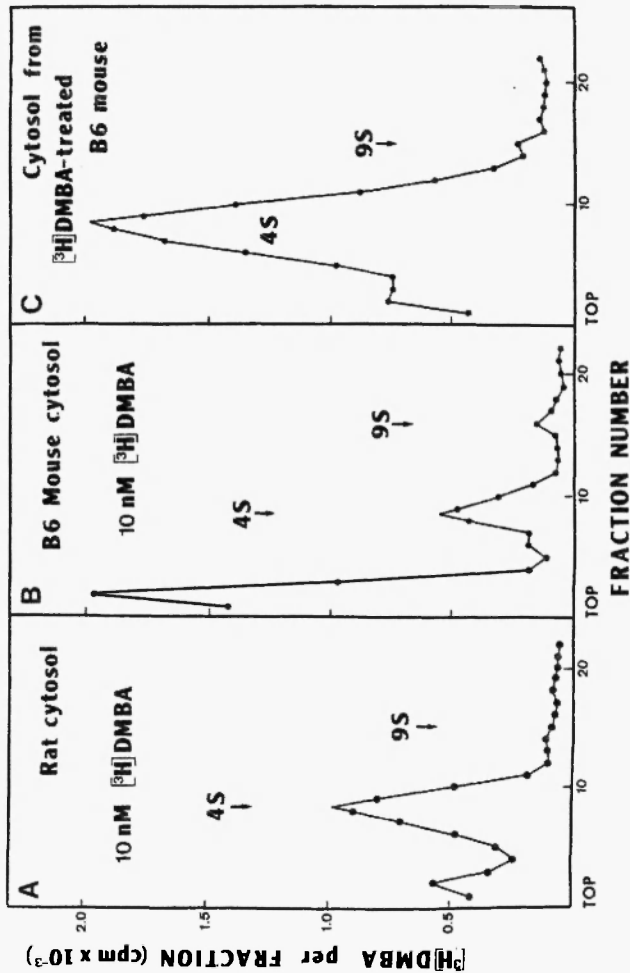 A
Rat cytosol
10 nM [³H]DMBA
4S
9S
B
B6 Mouse cytosol
10 nM [³H]DMBA
4S
9S
C
Cytosol from
[³H]DMBA-treated
B6 mouse
4S
9S
[³H]DMBA per FRACTION (cpm x 10⁻³)
2.0
1.5
1.0
0.5
TOP
10
20
TOP
10
20
TOP
10
20
FRACTION NUMBER